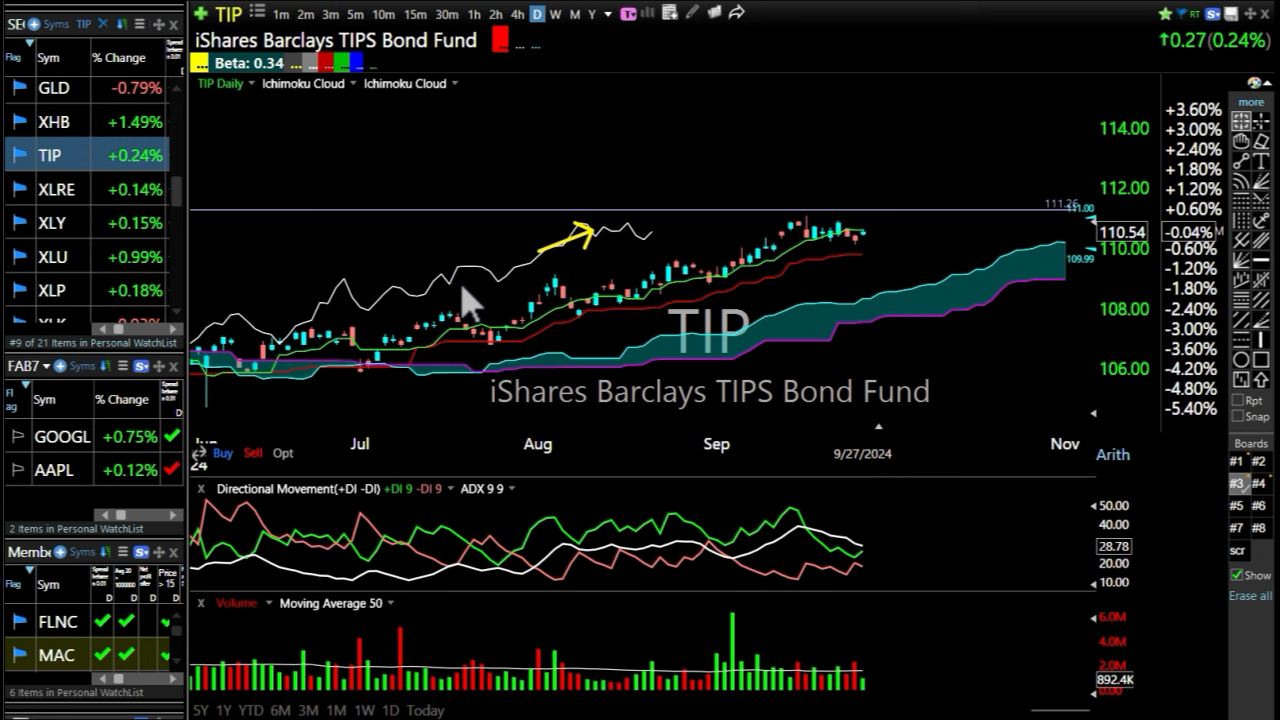 Syms TIP
TIP 1m 2m 3m 5m 10m 15m 30m 1h 2h 4h D W M Y
RT
iShares Barclays TIPS Bond Fund
0.27(0.24%)
Flag Sym % Change
Beta: 0.34
TIP Daily Ichimoku Cloud Ichimoku Cloud
GLD -0.79%
XHB +1.49%
TIP +0.24%
XLRE +0.14%
XLY +0.15%
XLU +0.99%
XLP +0.18%
#9 of 21 Items in Personal WatchList
114.00
112.00
111.26
111.00
110.54
110.00
109.99
108.00
106.00
+3.60%
+3.00%
+2.40%
+1.80%
+1.20%
+0.60%
-0.04%
-0.60%
-1.20%
-1.80%
-2.40%
-3.00%
-3.60%
-4.20%
-4.80%
-5.40%
more
Rpt
Snap
Boards
#1 #2
#3 #4
#5 #6
#7 #8
scr
Show
Erase all
TIP
iShares Barclays TIPS Bond Fund
FAB7 Syms
Sym % Change
GOOGL +0.75%
AAPL +0.12%
2 Items in Personal WatchList
Jul Aug Sep 9/27/2024 Nov
Arith
24
Buy Sell Opt
X Directional Movement(+DI -DI) +DI 9 -DI 9 ADX 9 9
50.00
40.00
28.78
20.00
10.00
Membe Syms
Flag Sym
FLNC
MAC
6 Items in Personal WatchList
X Volume Moving Average 50
6.0M
4.0M
2.0M
892.4K
0.00
5Y 1Y YTD 6M 3M 1M 1W 1D Today